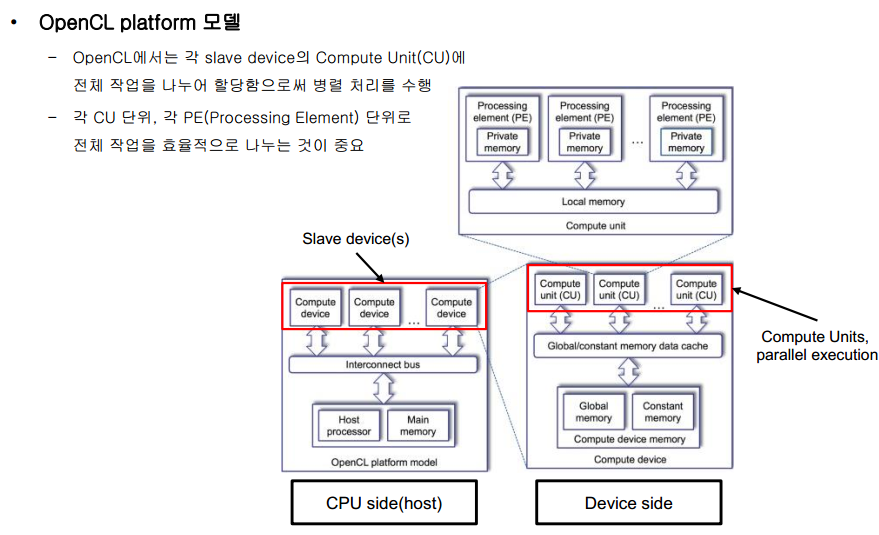 • OpenCL platform 모델
– OpenCL에서는 각 slave device의 Compute Unit(CU)에
전체 작업을 나누어 할당함으로써 병렬 처리를 수행
– 각 CU 단위, 각 PE(Processing Element) 단위로
전체 작업을 효율적으로 나누는 것이 중요
Processing
element (PE)
Private
memory
Processing
element (PE)
Private
memory
...
Processing
element (PE)
Private
memory
Local memory
Compute unit
Slave device(s)
Compute
device
Compute
device
...
Compute
device
Interconnect bus
Host
processor
Main
memory
OpenCL platform model
CPU side(host)
Compute
unit (CU)
Compute
unit (CU)
...
Compute
unit (CU)
Global/constant memory data cache
Global
memory
Constant
memory
Compute device memory
Compute device
Device side
Compute Units,
parallel execution